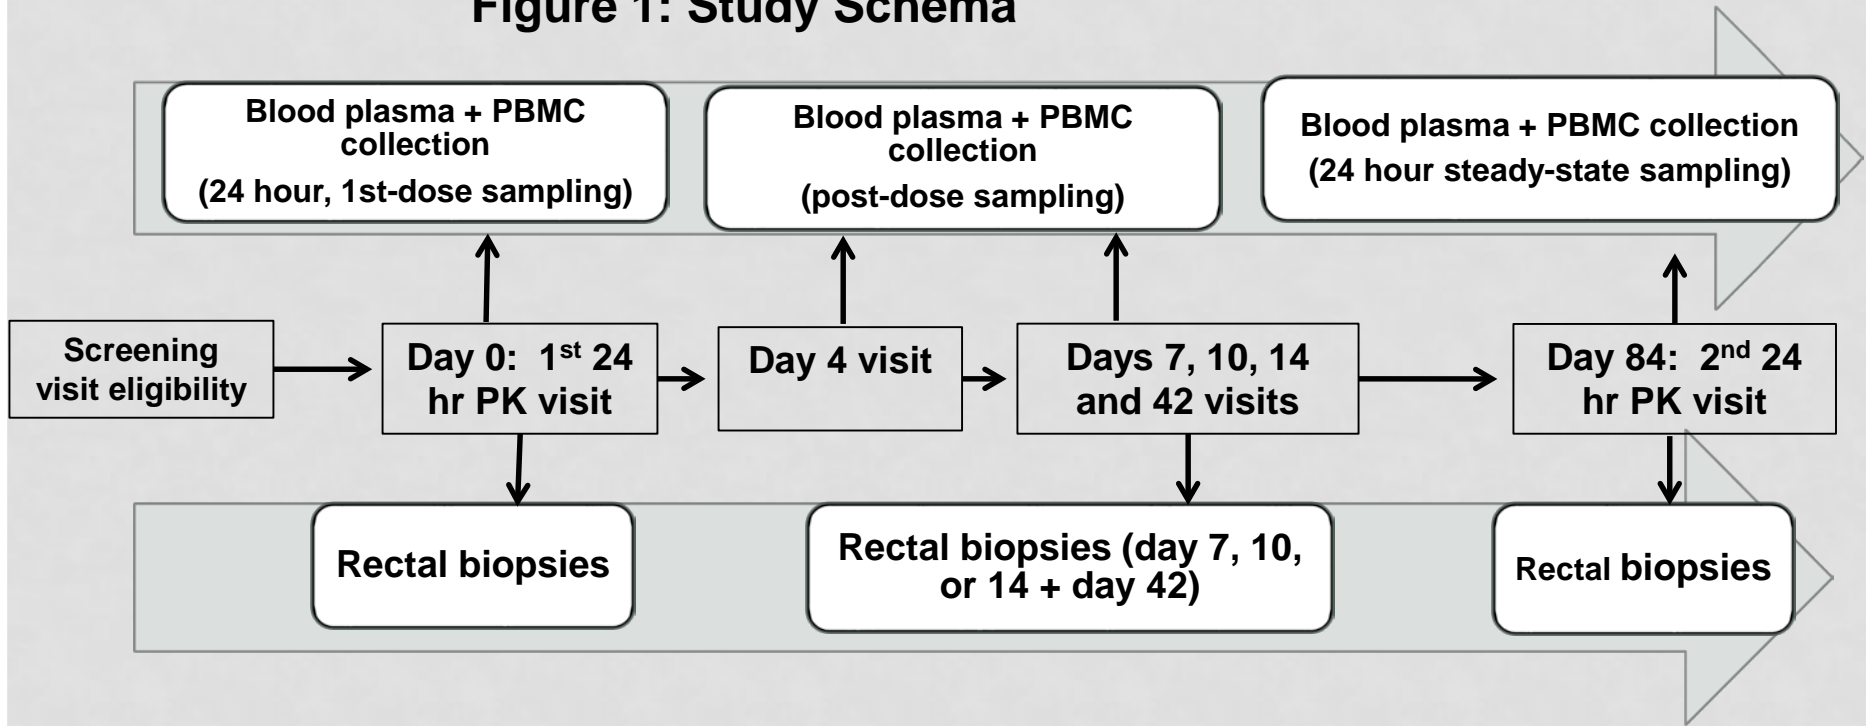 Figure 1: Study Schema
Blood plasma + PBMC
collection
(24 hour, 1st-dose sampling)
Blood plasma + PBMC
collection
(post-dose sampling)
Blood plasma + PBMC collection
(24 hour steady-state sampling)
Screening
visit eligibility
Day 0: 1st 24
hr PK visit
Day 4 visit
Days 7, 10, 14
and 42 visits
Day 84: 2nd 24
hr PK visit
Rectal biopsies
Rectal biopsies (day 7, 10,
or 14 + day 42)
Rectal biopsies